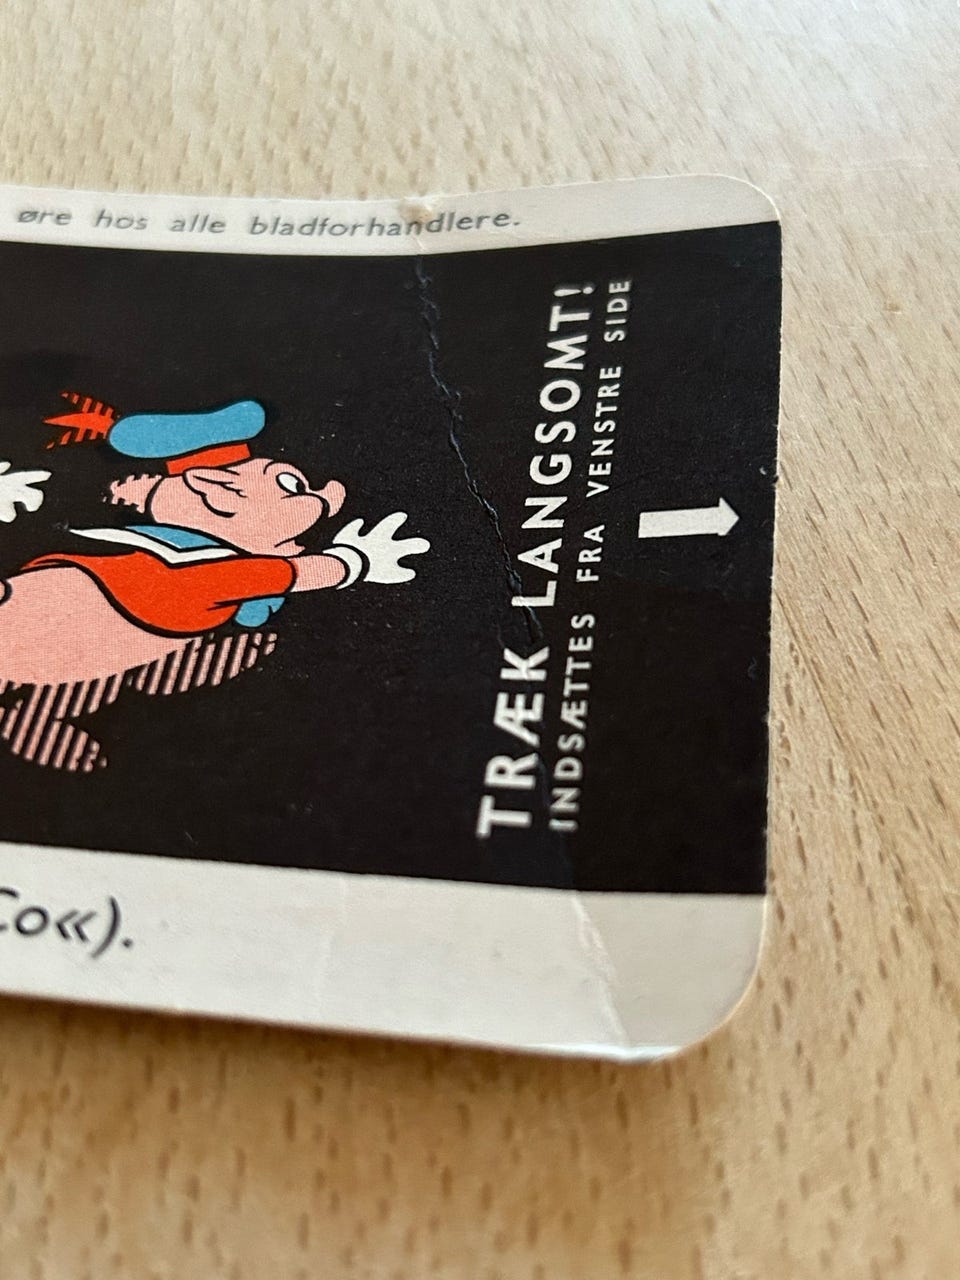 øre hos alle bladforhandlere.
TRÆK LANGSOMT!
INDSÆTTES FRA VENSTRE SIDE
Co«).